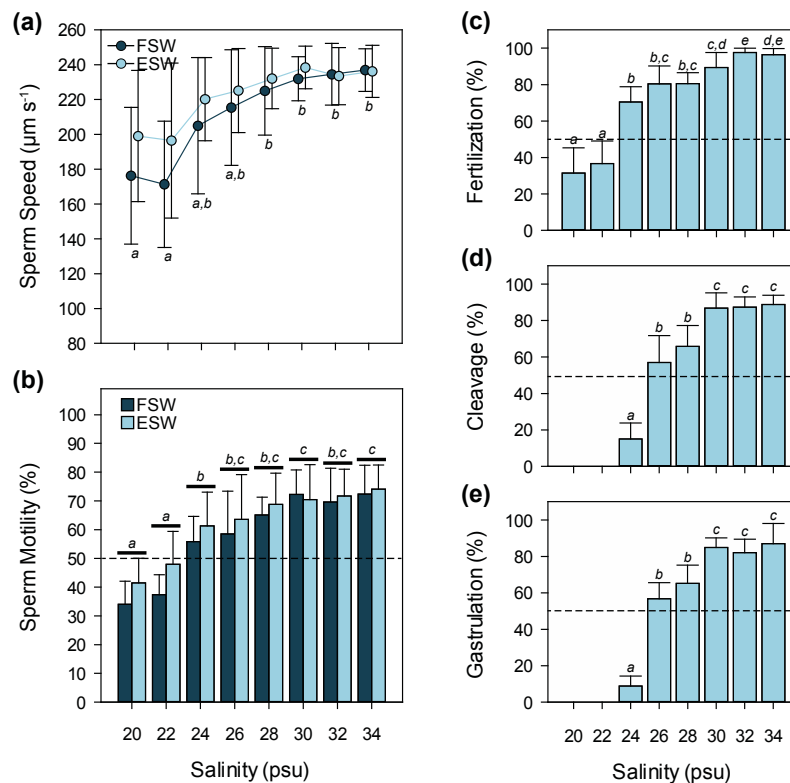 (a)
FSW
ESW
260
240
220
200
180
160
140
120
100
80
Sperm Speed (µm s⁻¹)
a
a
a,b
a,b
b
b
b
b
(b)
FSW
ESW
100
90
80
70
60
50
40
30
20
10
0
Sperm Motility (%)
a
a
b
b,c
b,c
c
b,c
c
20 22 24 26 28 30 32 34
Salinity (psu)
(c)
100
80
60
40
20
0
Fertilization (%)
a
a
b
b,c
b,c
c,d
e
d,e
(d)
100
80
60
40
20
0
Cleavage (%)
a
b
b
c
c
c
(e)
100
80
60
40
20
0
Gastrulation (%)
a
b
b
c
c
c
20 22 24 26 28 30 32 34
Salinity (psu)